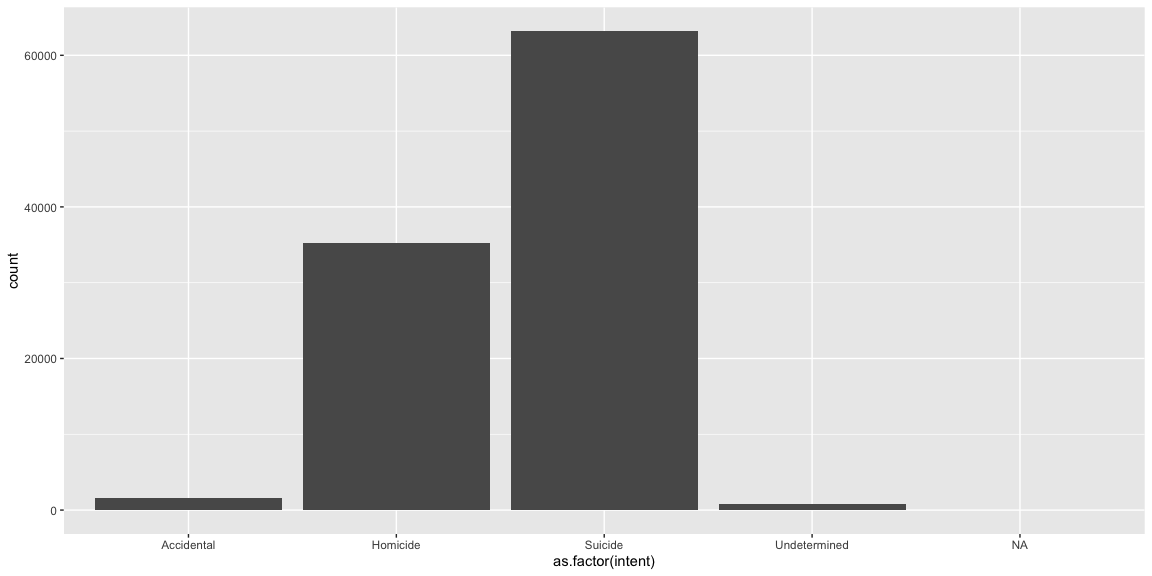 60000
40000
20000
0
count
Accidental Homicide Suicide Undetermined NA
as.factor(intent)